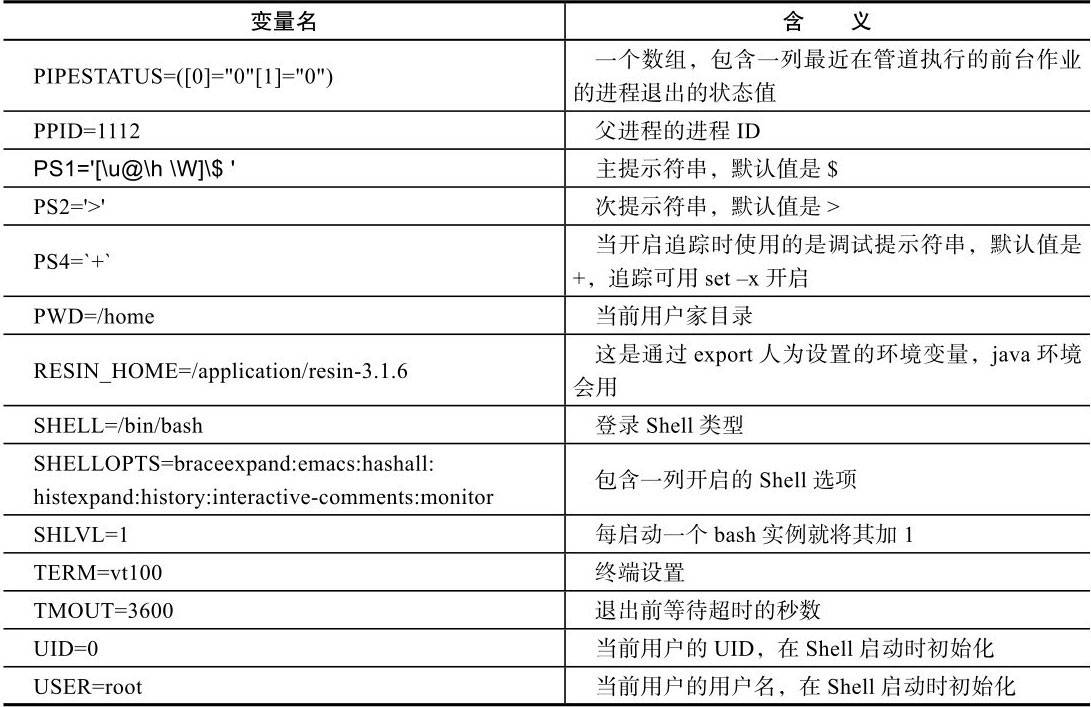 变量名 含 义
PIPESTATUS=([0]="0"[1]="0") 一个数组，包含一列最近在管道执行的前台作业
的进程退出的状态值
PPID=1112 父进程的进程 ID
PS1='[\u@\h \W]\$ ' 主提示符串，默认值是 $
PS2='>' 次提示符串，默认值是 >
PS4=`+` 当开启追踪时使用的是调试提示符串，默认值是
+，追踪可用 set –x 开启
PWD=/home 当前用户家目录
RESIN_HOME=/application/resin-3.1.6 这是通过 export 人为设置的环境变量，java 环境
会用
SHELL=/bin/bash 登录 Shell 类型
SHELLOPTS=braceexpand:emacs:hashall:
histexpand:history:interactive-comments:monitor 包含一列开启的 Shell 选项
SHLVL=1 每启动一个 bash 实例就将其加 1
TERM=vt100 终端设置
TMOUT=3600 退出前等待超时的秒数
UID=0 当前用户的 UID，在 Shell 启动时初始化
USER=root 当前用户的用户名，在 Shell 启动时初始化